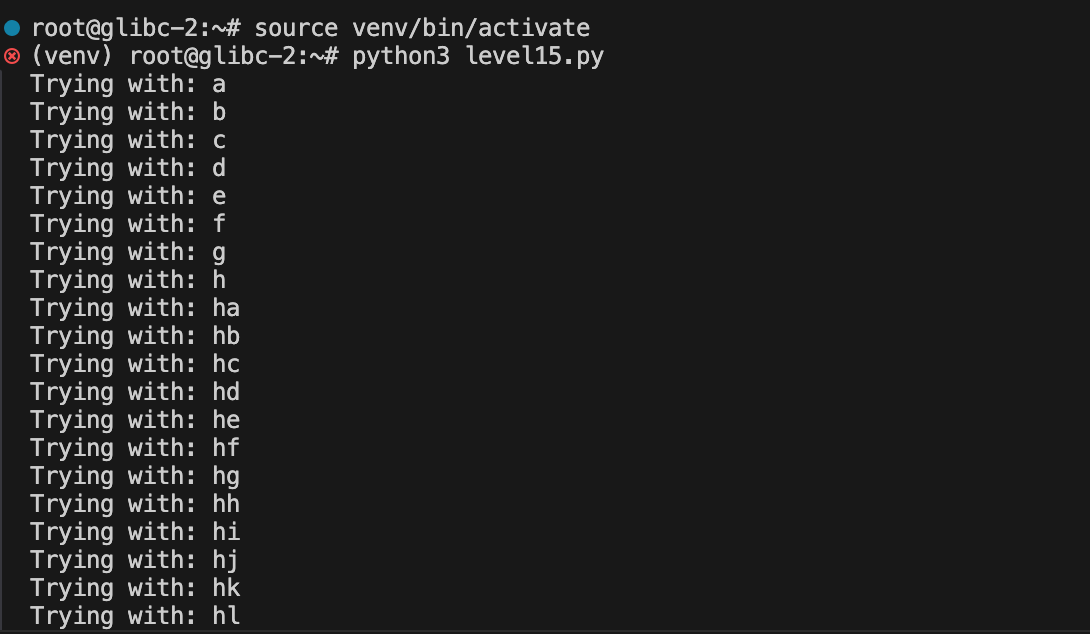 root@glibc-2:~# source venv/bin/activate
(venv) root@glibc-2:~# python3 level15.py
Trying with: a
Trying with: b
Trying with: c
Trying with: d
Trying with: e
Trying with: f
Trying with: g
Trying with: h
Trying with: ha
Trying with: hb
Trying with: hc
Trying with: hd
Trying with: he
Trying with: hf
Trying with: hg
Trying with: hh
Trying with: hi
Trying with: hj
Trying with: hk
Trying with: hl